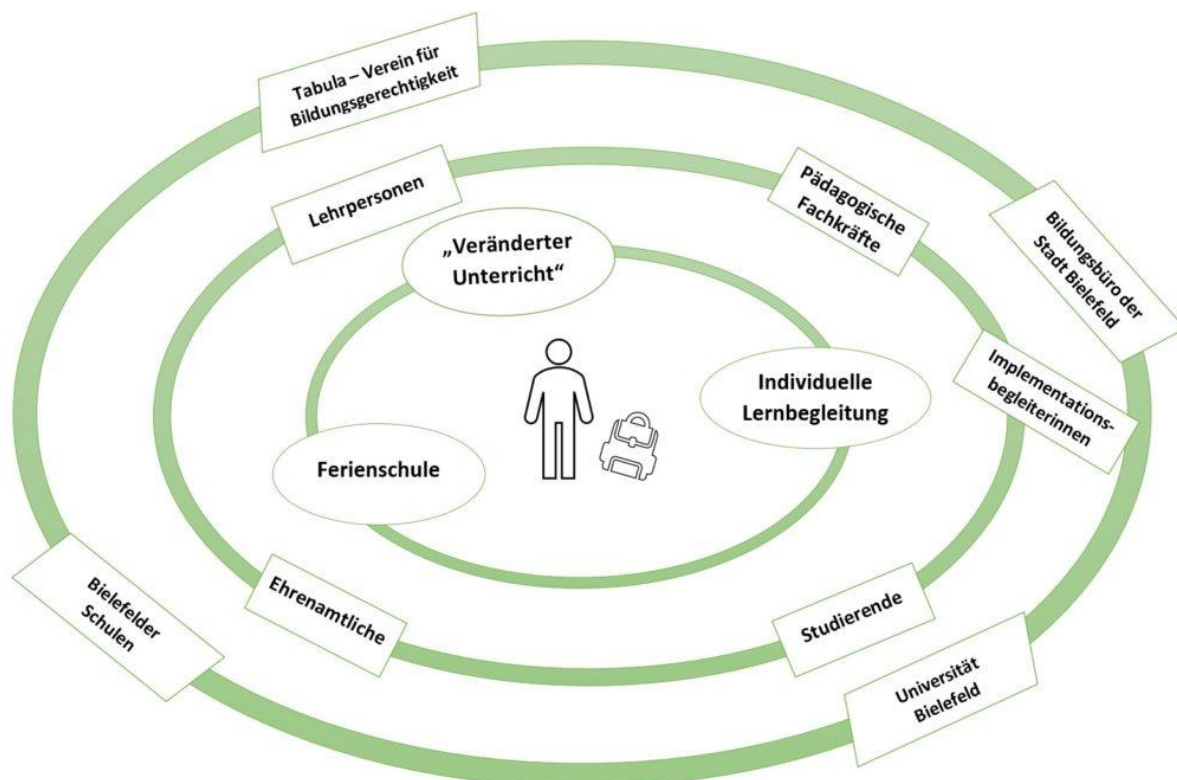 Tabula – Verein für
Bildungsgerechtigkeit
Lehrpersonen
Pädagogische
Fachkräfte
Bildungsbüro der
Stadt Bielefeld
„Veränderter
Unterricht“
Implementations-
begleiterinnen
Individuelle
Lernbegleitung
Ferienschule
Bielefelder
Schulen
Ehrenamtliche
Studierende
Universität
Bielefeld